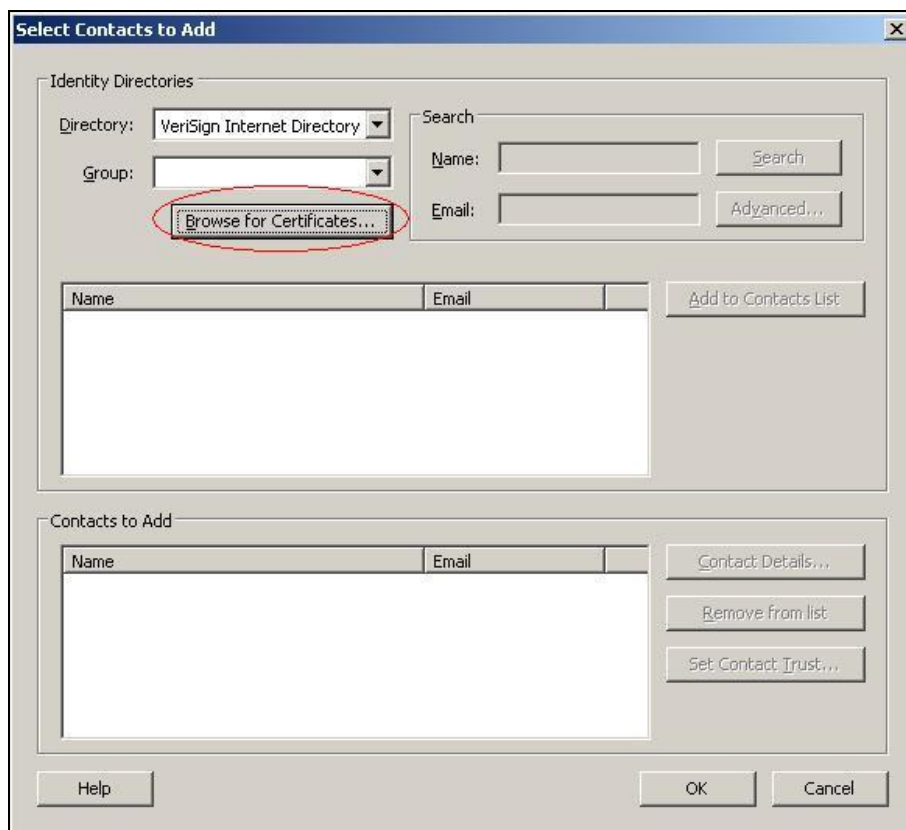 Select Contacts to Add
Identity Directories
Directory: VeriSign Internet Directory
Group:
Browse for Certificates...
Search
Name: Search
Email: Advanced...
Name Email
Add to Contacts List
Contacts to Add
Name Email
Contact Details...
Remove from list
Set Contact Trust...
Help OK Cancel